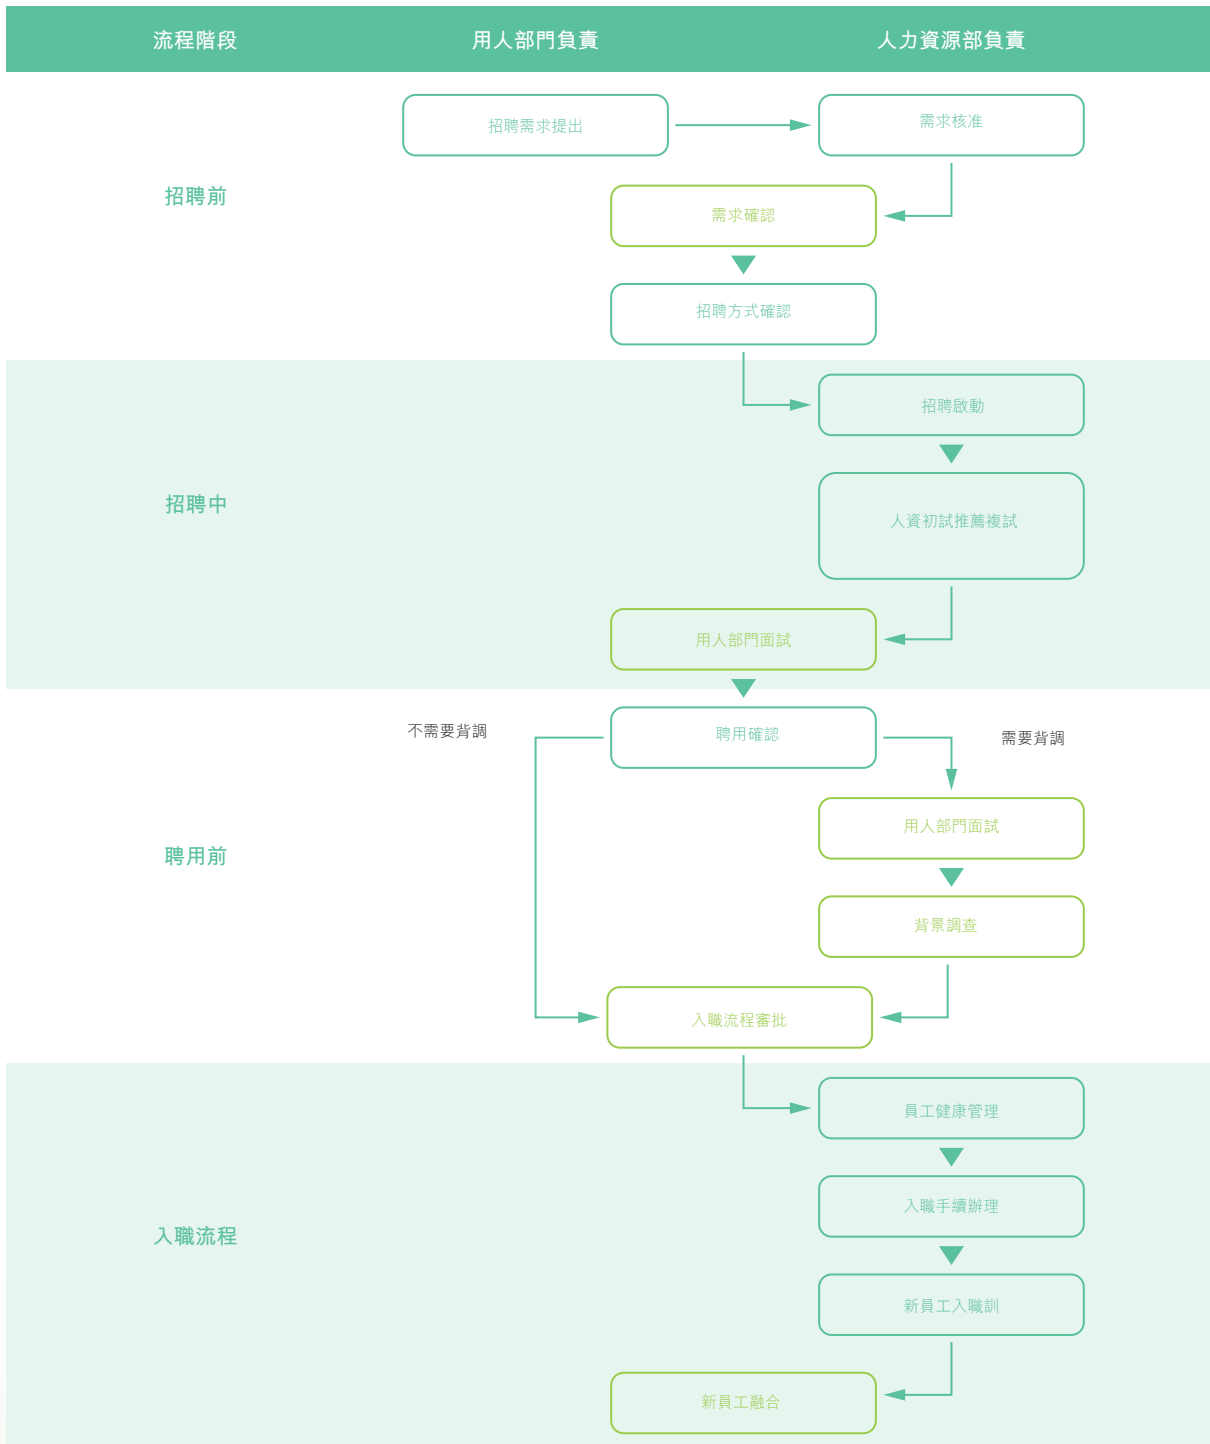 流程階段
用人部門負責
人力資源部負責
招聘需求提出
需求核准
招聘前
需求確認
招聘方式確認
招聘啟動
招聘中
人資初試推薦複試
用人部門面試
不需要背調
聘用確認
需要背調
用人部門面試
聘用前
背景調查
入職流程審批
員工健康管理
入職手續辦理
入職流程
新員工入職訓
新員工融合